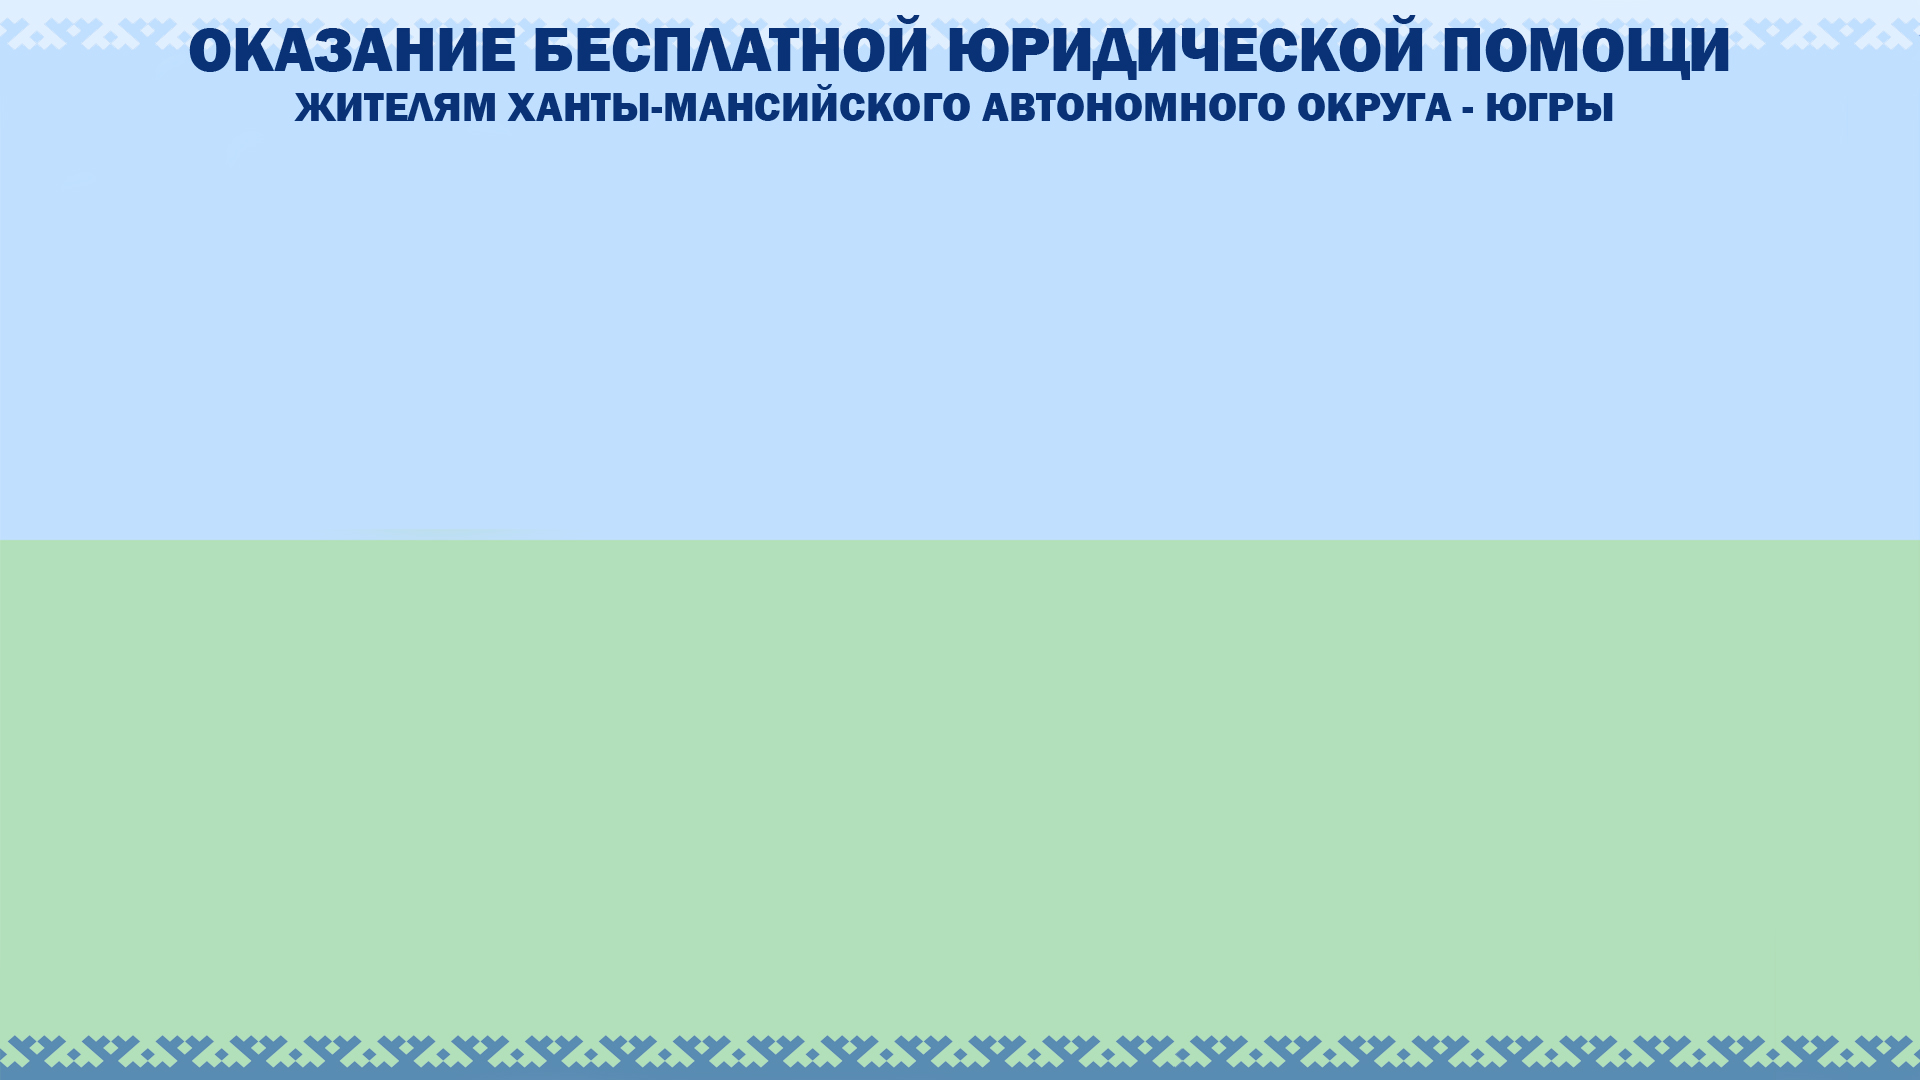 ОКАЗАНИЕ БЕСПЛАТНОЙ ЮРИДИЧЕСКОЙ ПОМОЩИ
ЖИТЕЛЯМ ХАНТЫ-МАНСИЙСКОГО АВТОНОМНОГО ОКРУГА - ЮГРЫ